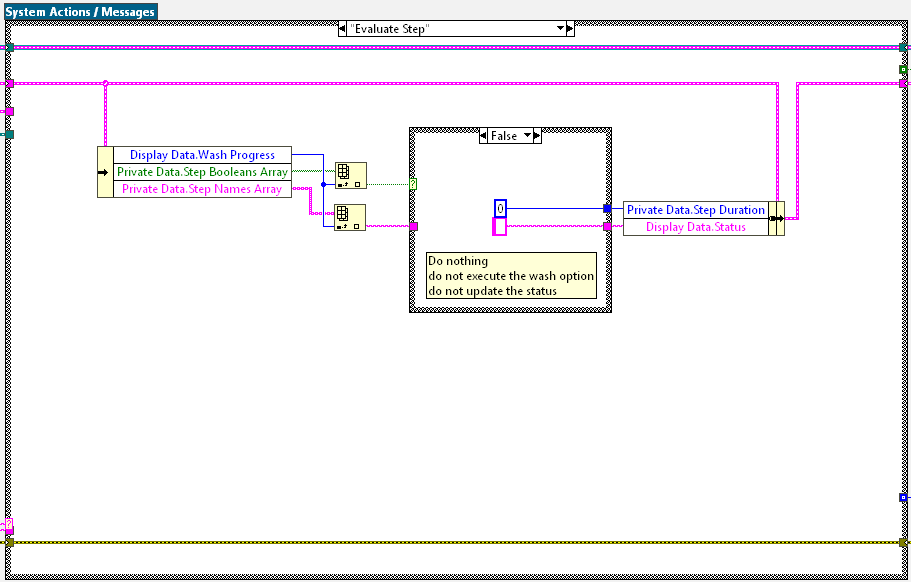 System Actions / Messages
"Evaluate Step"
False
Display Data.Wash Progress
Private Data.Step Booleans Array
Private Data.Step Names Array
?
0
Private Data.Step Duration
Display Data.Status
Do nothing
do not execute the wash option
do not update the status
?